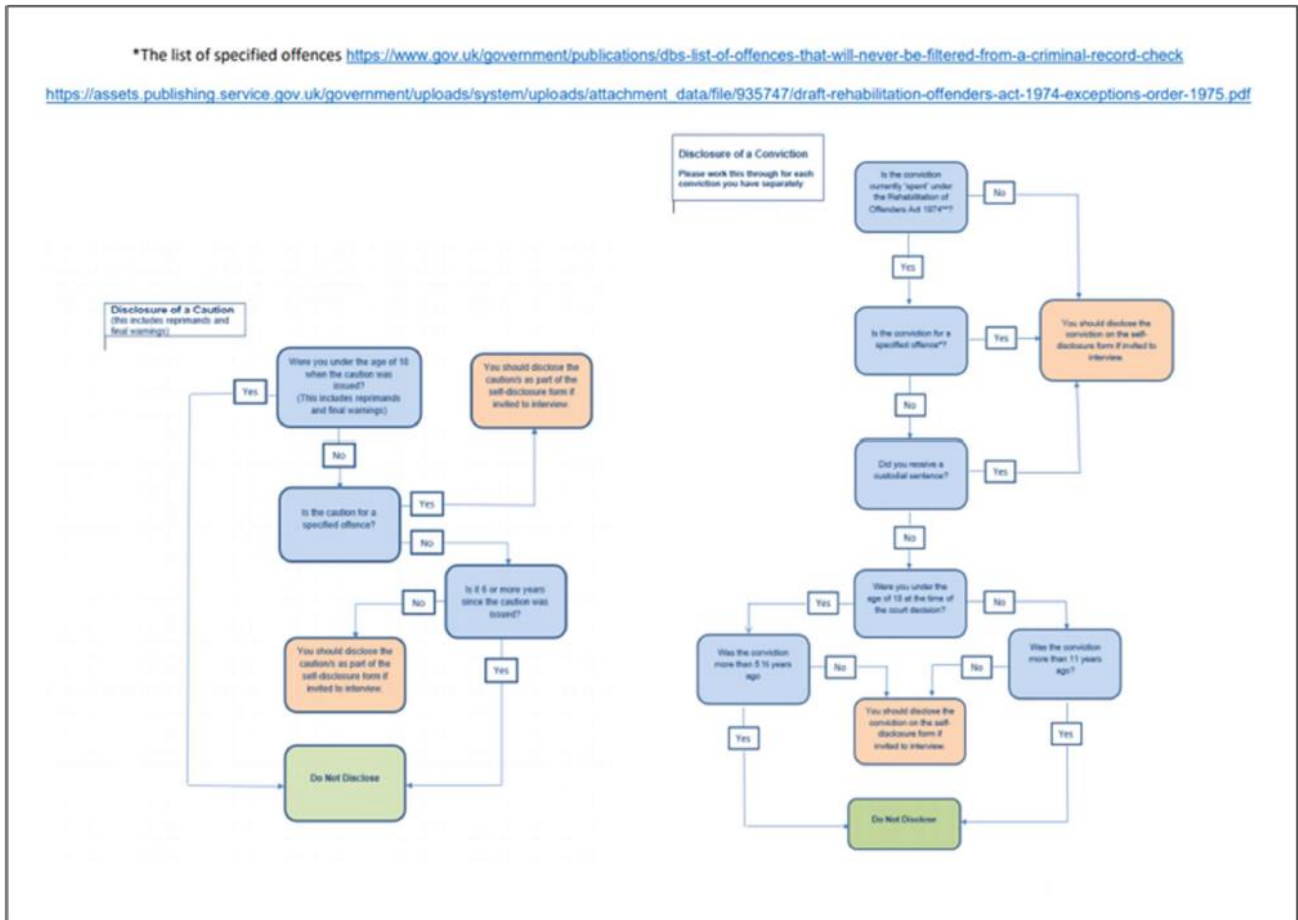 *The list of specified offences https://www.gov.uk/government/publications/dbs-list-of-offences-that-will-never-be-filtered-from-a-criminal-record-check
https://assets.publishing.service.gov.uk/government/uploads/system/uploads/attachment_data/file/935747/draft-rehabilitation-offenders-act-1974-exceptions-order-1975.pdf
Disclosure of a Caution
(this includes reprimands and
final warnings)
Were you under the age of 18
when the caution was
issued?
(This includes reprimands
and final warnings)
Yes
No
You should disclose the
caution/s as part of the
self-disclosure form if
invited to interview.
Is the caution for a
specified offence?
Yes
No
Is it 6 or more years
since the caution was
issued?
No
Yes
You should disclose the
caution/s as part of the
self-disclosure form if
invited to interview.
Do Not Disclose
Disclosure of a Conviction
Please work this through for each
conviction you have separately
Is the conviction
currently 'spent' under
the Rehabilitation of
Offenders Act 1974**?
No
Yes
Is the conviction for a
specified offence*?
Yes
You should disclose the
conviction on the self-
disclosure form if invited to
interview.
No
Did you receive a
custodial sentence?
Yes
No
Were you under the
age of 18 at the time of
the court decision?
Yes
No
Was the conviction
more than 5 ½ years
ago
No
No
Was the conviction
more than 11 years
ago?
You should disclose the
conviction on the self-
disclosure form if
invited to interview.
Yes
Yes
Do Not Disclose